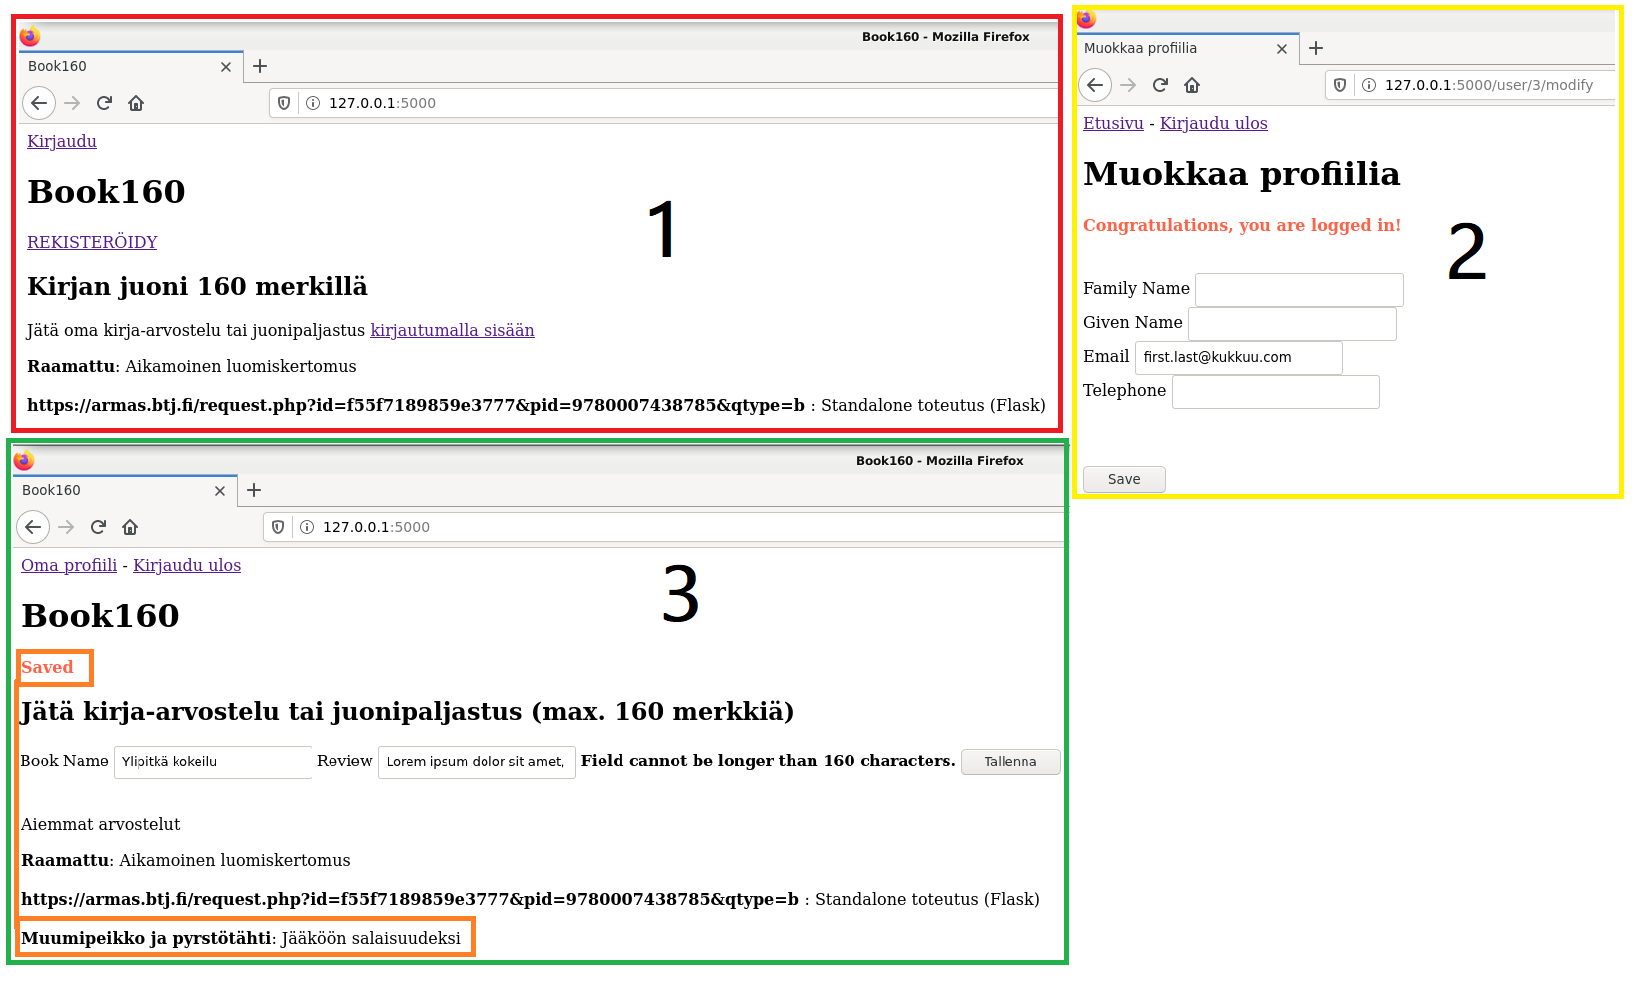 Book160 - Mozilla Firefox
Book160
127.0.0.1:5000
Kirjaudu
Book160
REKISTERÖIDY
1
Kirjan juoni 160 merkillä
Jätä oma kirja-arvostelu tai juonipaljastus kirjautumalla sisään
Raamattu: Aikamoinen luomiskertomus
https://armas.btj.fi/request.php?id=f55f7189859e3777&pid=9780007438785&qtype=b : Standalone toteutus (Flask)
Muokkaa profiilia
127.0.0.1:5000/user/3/modify
Etusivu - Kirjaudu ulos
Muokkaa profiilia
Congratulations, you are logged in!
2
Family Name
Given Name
Email first.last@kukkuu.com
Telephone
Save
Book160 - Mozilla Firefox
Book160
127.0.0.1:5000
Oma profiili - Kirjaudu ulos
3
Book160
Saved
Jätä kirja-arvostelu tai juonipaljastus (max. 160 merkkiä)
Book Name Ylipitkä kokeilu Review Lorem ipsum dolor sit amet, Field cannot be longer than 160 characters. Tallenna
Aiemmat arvostelut
Raamattu: Aikamoinen luomiskertomus
https://armas.btj.fi/request.php?id=f55f7189859e3777&pid=9780007438785&qtype=b : Standalone toteutus (Flask)
Muumipeikko ja pyrstötähti: Jääköön salaisuudeksi